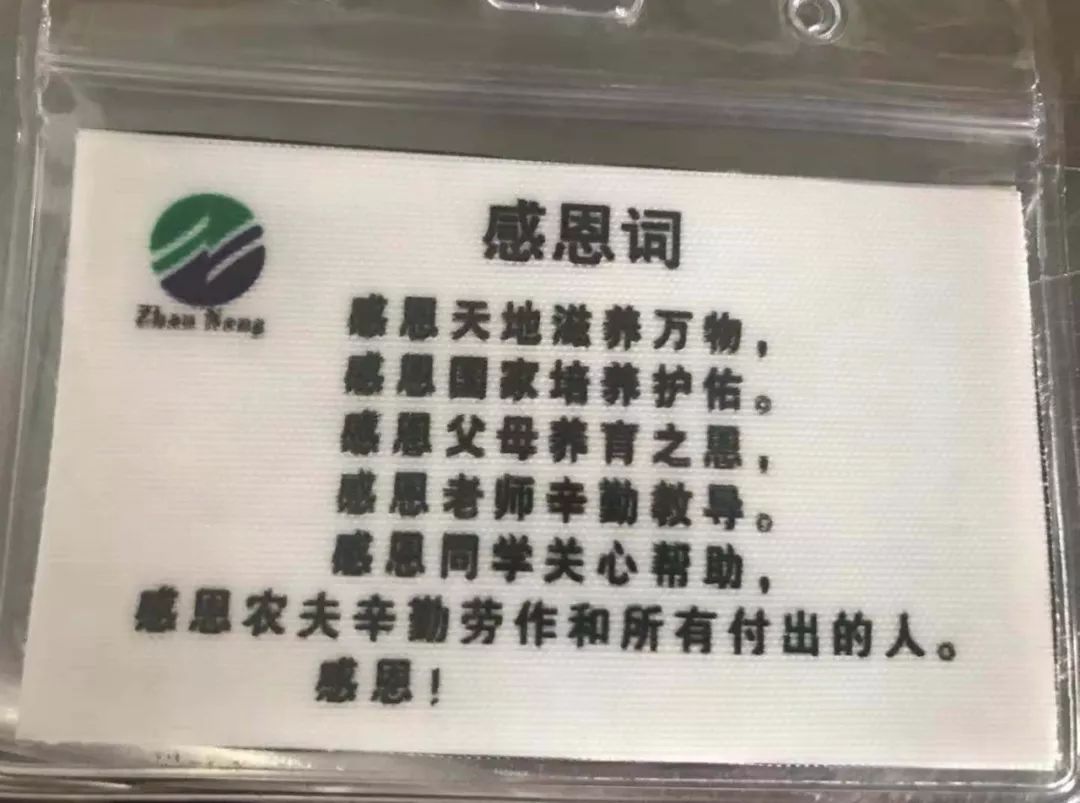 感恩词
Zhan Neng
感恩天地滋养万物，
感恩国家培养护佑。
感恩父母养育之恩，
感恩老师辛勤教导。
感恩同学关心帮助，
感恩农夫辛勤劳作和所有付出的人。
感恩！